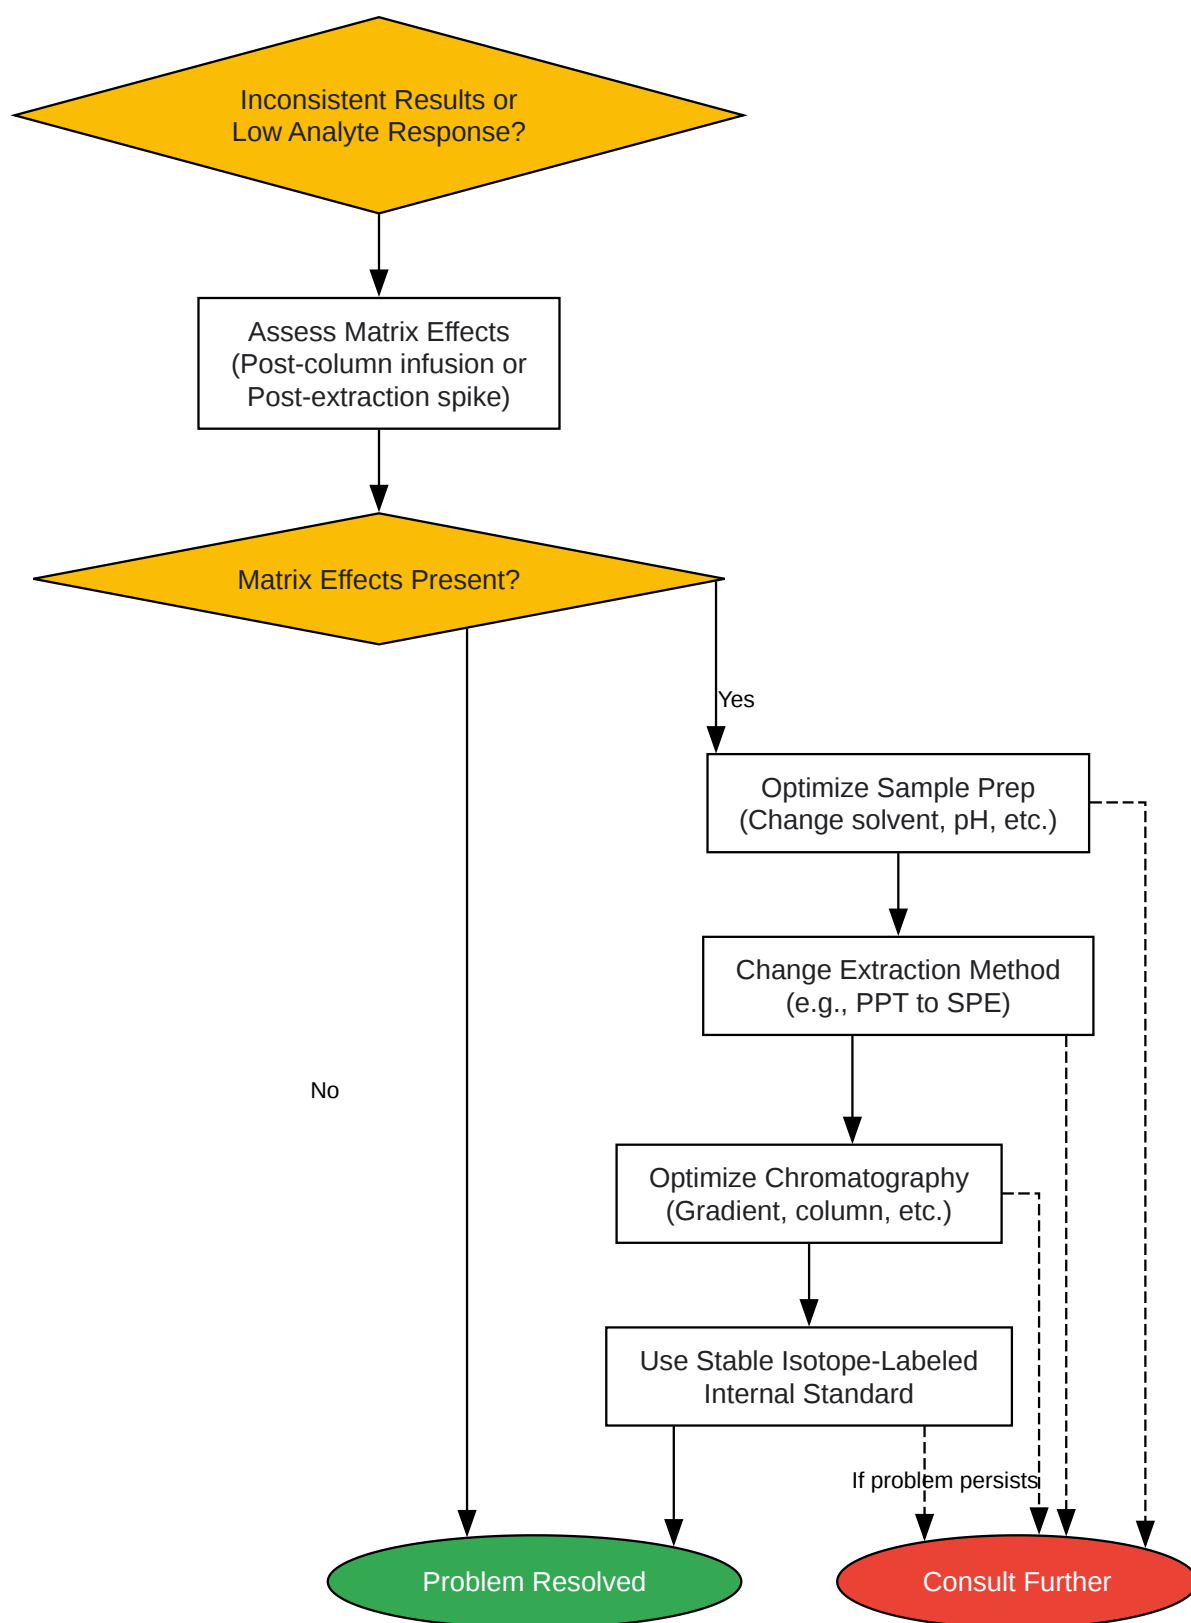 Inconsistent Results or
Low Analyte Response?
Assess Matrix Effects
(Post-column infusion or
Post-extraction spike)
Matrix Effects Present?
Yes
Optimize Sample Prep
(Change solvent, pH, etc.)
Change Extraction Method
(e.g., PPT to SPE)
No
Optimize Chromatography
(Gradient, column, etc.)
Use Stable Isotope-Labeled
Internal Standard
If problem persists
Problem Resolved
Consult Further